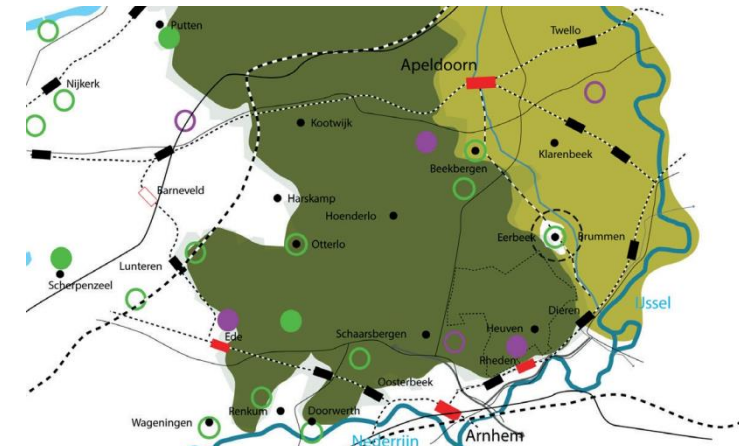 Putten
Twello
Apeldoorn
Nijkerk
Kootwijk
Klarenbeek
Beekbergen
Barneveld
Harskamp
Hoenderlo
Otterlo
Eerbeek
Brummen
Lunteren
Scherpenzeel
IJssel
Dieren
Ede
Schaarsbergen
Heuven
Rheden
Oosterbeek
Renkum
Doorwerth
Wageningen
Arnhem
Nederrijn